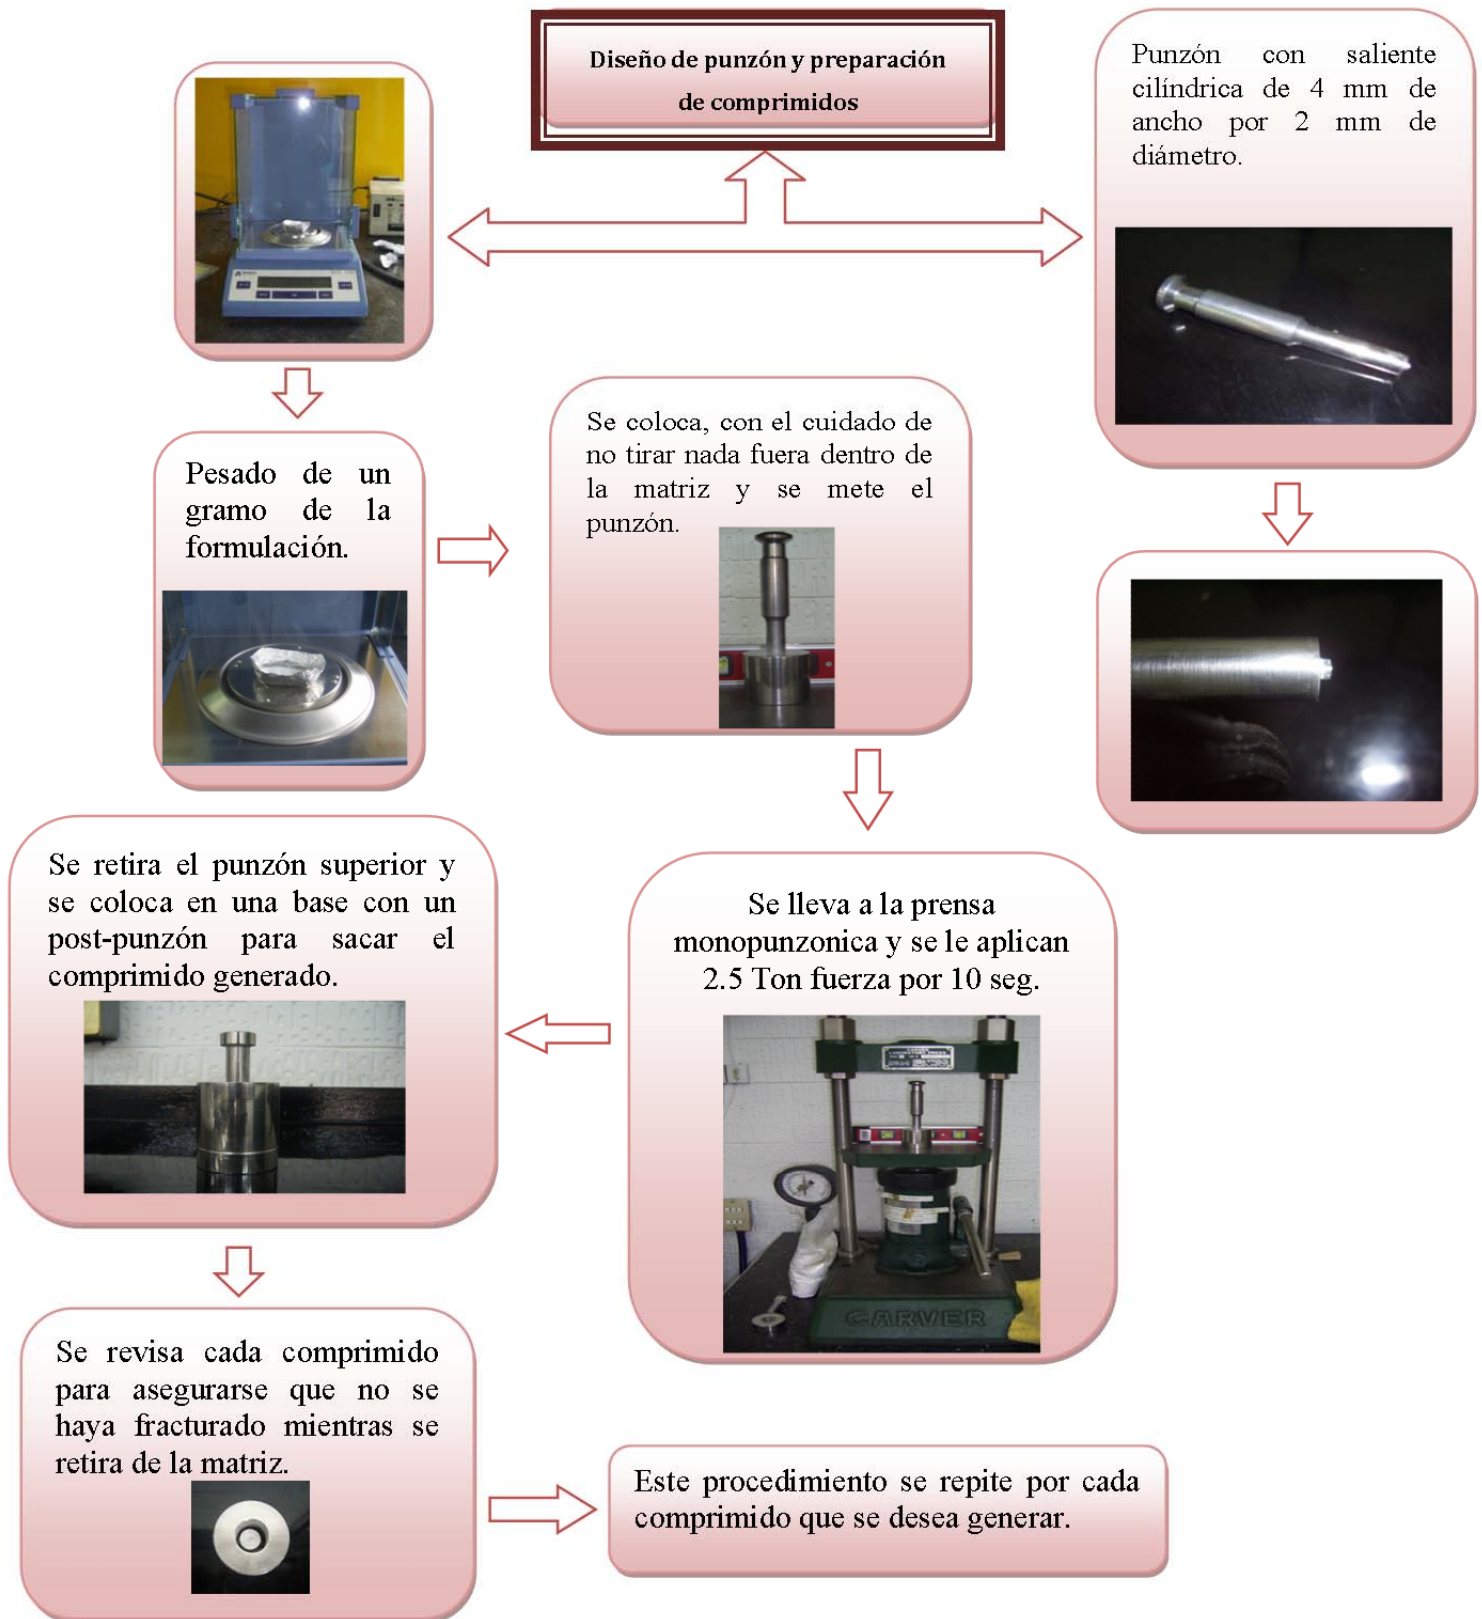 Diseño de punzón y preparación
de comprimidos
Punzón con saliente
cilíndrica de 4 mm de
ancho por 2 mm de
diámetro.
Pesado de un
gramo de la
formulación.
Se coloca, con el cuidado de
no tirar nada fuera dentro de
la matriz y se mete el
punzón.
Se lleva a la prensa
monopunzonica y se le aplican
2.5 Ton fuerza por 10 seg.
CARVER
Se retira el punzón superior y
se coloca en una base con un
post-punzón para sacar el
comprimido generado.
Se revisa cada comprimido
para asegurarse que no se
haya fracturado mientras se
retira de la matriz.
Este procedimiento se repite por cada
comprimido que se desea generar.